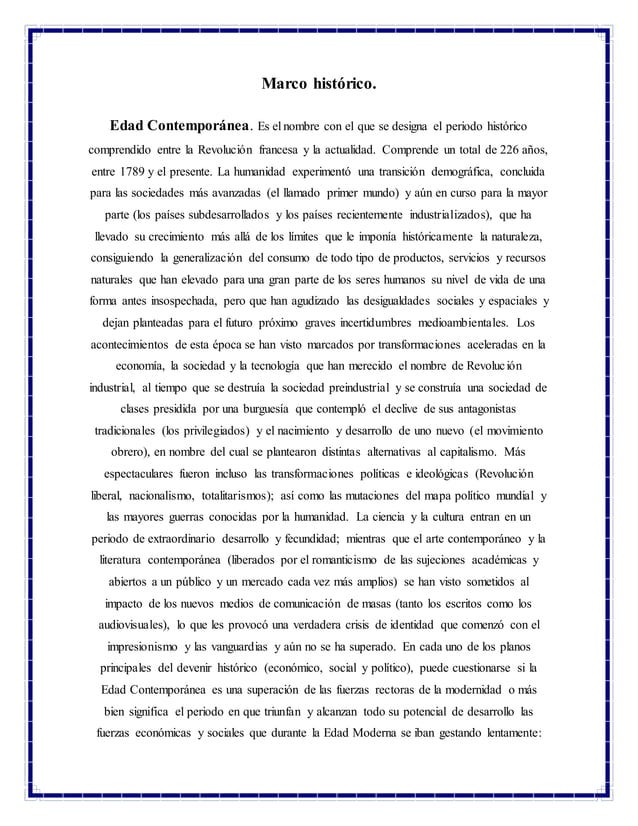 Marco histórico.
Edad Contemporánea. Es el nombre con el que se designa el periodo histórico
comprendido entre la Revolución francesa y la actualidad. Comprende un total de 226 años,
entre 1789 y el presente. La humanidad experimentó una transición demográfica, concluida
para las sociedades más avanzadas (el llamado primer mundo) y aún en curso para la mayor
parte (los países subdesarrollados y los países recientemente industrializados), que ha
llevado su crecimiento más allá de los límites que le imponía históricamente la naturaleza,
consiguiendo la generalización del consumo de todo tipo de productos, servicios y recursos
naturales que han elevado para una gran parte de los seres humanos su nivel de vida de una
forma antes insospechada, pero que han agudizado las desigualdades sociales y espaciales y
dejan planteadas para el futuro próximo graves incertidumbres medioambientales. Los
acontecimientos de esta época se han visto marcados por transformaciones aceleradas en la
economía, la sociedad y la tecnología que han merecido el nombre de Revolución
industrial, al tiempo que se destruía la sociedad preindustrial y se construía una sociedad de
clases presidida por una burguesía que contempló el declive de sus antagonistas
tradicionales (los privilegiados) y el nacimiento y desarrollo de uno nuevo (el movimiento
obrero), en nombre del cual se plantearon distintas alternativas al capitalismo. Más
espectaculares fueron incluso las transformaciones políticas e ideológicas (Revolución
liberal, nacionalismo, totalitarismos); así como las mutaciones del mapa político mundial y
las mayores guerras conocidas por la humanidad. La ciencia y la cultura entran en un
periodo de extraordinario desarrollo y fecundidad; mientras que el arte contemporáneo y la
literatura contemporánea (liberados por el romanticismo de las sujeciones académicas y
abiertos a un público y un mercado cada vez más amplios) se han visto sometidos al
impacto de los nuevos medios de comunicación de masas (tanto los escritos como los
audiovisuales), lo que les provocó una verdadera crisis de identidad que comenzó con el
impresionismo y las vanguardias y aún no se ha superado. En cada uno de los planos
principales del devenir histórico (económico, social y político), puede cuestionarse si la
Edad Contemporánea es una superación de las fuerzas rectoras de la modernidad o más
bien significa el periodo en que triunfan y alcanzan todo su potencial de desarrollo las
fuerzas económicas y sociales que durante la Edad Moderna se iban gestando lentamente: